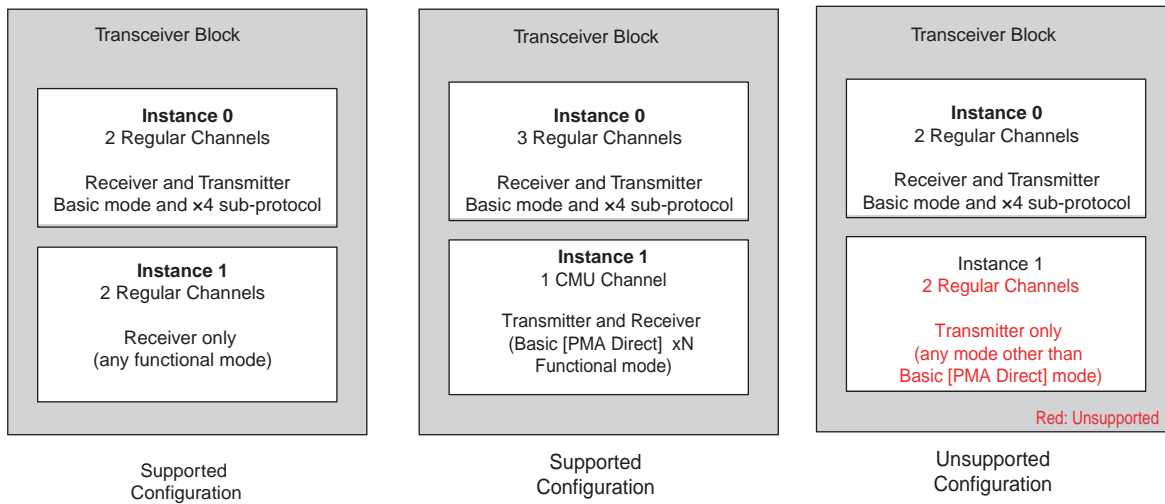 Transceiver Block
Instance 0
2 Regular Channels
Receiver and Transmitter
Basic mode and ×4 sub-protocol
Instance 1
2 Regular Channels
Receiver only
(any functional mode)
Supported
Configuration
Transceiver Block
Instance 0
3 Regular Channels
Receiver and Transmitter
Basic mode and ×4 sub-protocol
Instance 1
1 CMU Channel
Transmitter and Receiver
(Basic [PMA Direct] xN
Functional mode)
Supported
Configuration
Transceiver Block
Instance 0
2 Regular Channels
Receiver and Transmitter
Basic mode and ×4 sub-protocol
Instance 1
2 Regular Channels
Transmitter only
(any mode other than
Basic [PMA Direct] mode)
Red: Unsupported
Unsupported
Configuration